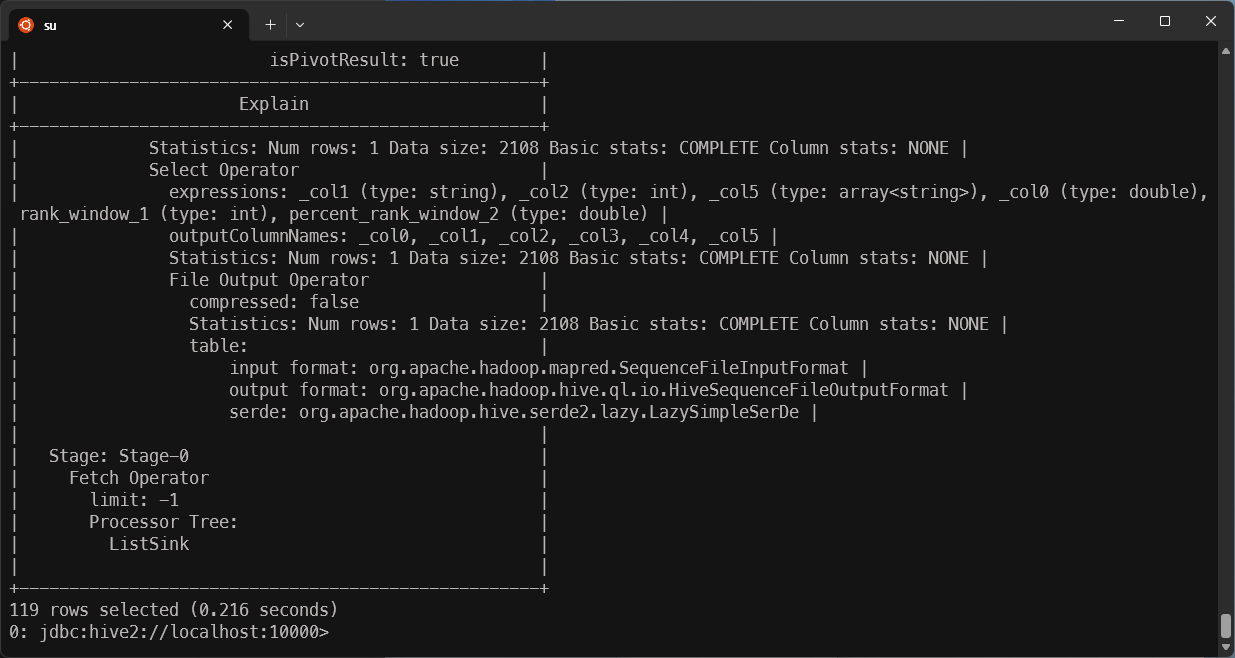 su
|                         isPivotResult: true        |
+----------------------------------------------------+
|                      Explain                       |
+----------------------------------------------------+
|             Statistics: Num rows: 1 Data size: 2108 Basic stats: COMPLETE Column stats: NONE |
|             Select Operator                        |
|               expressions: _col1 (type: string), _col2 (type: int), _col5 (type: array<string>), _col0 (type: double),
 rank_window_1 (type: int), percent_rank_window_2 (type: double) |
|               outputColumnNames: _col0, _col1, _col2, _col3, _col4, _col5 |
|               Statistics: Num rows: 1 Data size: 2108 Basic stats: COMPLETE Column stats: NONE |
|               File Output Operator                 |
|                 compressed: false                  |
|                 Statistics: Num rows: 1 Data size: 2108 Basic stats: COMPLETE Column stats: NONE |
|                 table:                             |
|                     input format: org.apache.hadoop.mapred.SequenceFileInputFormat |
|                     output format: org.apache.hadoop.hive.ql.io.HiveSequenceFileOutputFormat |
|                     serde: org.apache.hadoop.hive.serde2.lazy.LazySimpleSerDe |
|                                                    |
|   Stage: Stage-0                                   |
|     Fetch Operator                                 |
|       limit: -1                                    |
|       Processor Tree:                              |
|         ListSink                                   |
|                                                    |
+----------------------------------------------------+
119 rows selected (0.216 seconds)
0: jdbc:hive2://localhost:10000>